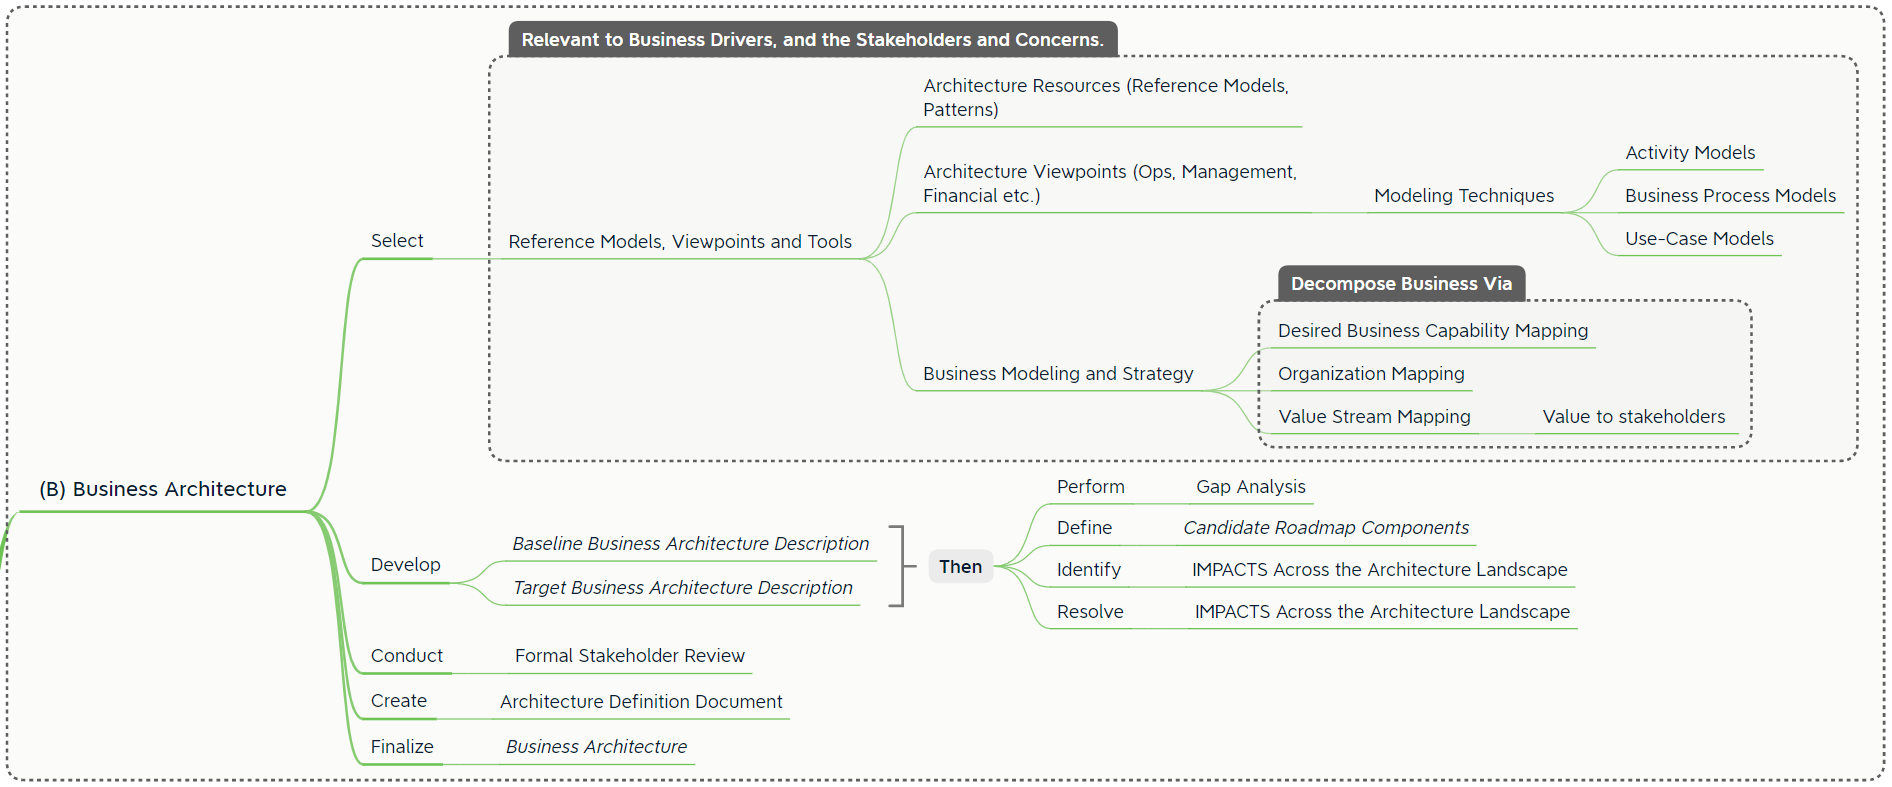 Relevant to Business Drivers, and the Stakeholders and Concerns.
Architecture Resources (Reference Models,
Patterns)
Architecture Viewpoints (Ops, Management,
Financial etc.)
Modeling Techniques
Activity Models
Business Process Models
Use-Case Models
Select
Reference Models, Viewpoints and Tools
Decompose Business Via
Desired Business Capability Mapping
Business Modeling and Strategy
Organization Mapping
Value Stream Mapping
Value to stakeholders
(B) Business Architecture
Develop
Baseline Business Architecture Description
Target Business Architecture Description
Then
Perform
Gap Analysis
Define
Candidate Roadmap Components
Identify
IMPACTS Across the Architecture Landscape
Resolve
IMPACTS Across the Architecture Landscape
Conduct
Formal Stakeholder Review
Create
Architecture Definition Document
Finalize
Business Architecture